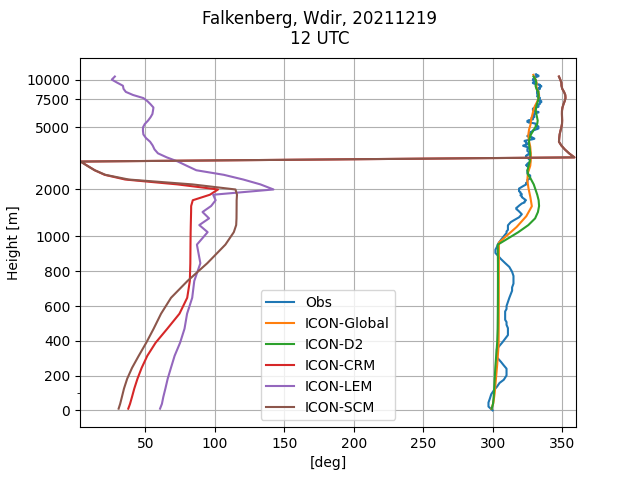 Falkenberg, Wdir, 20211219
12 UTC
Height [m]
10000
7500
5000
2000
1000
800
600
400
200
0
Obs
ICON-Global
ICON-D2
ICON-CRM
ICON-LEM
ICON-SCM
50 100 150 200 250 300 350
[deg]